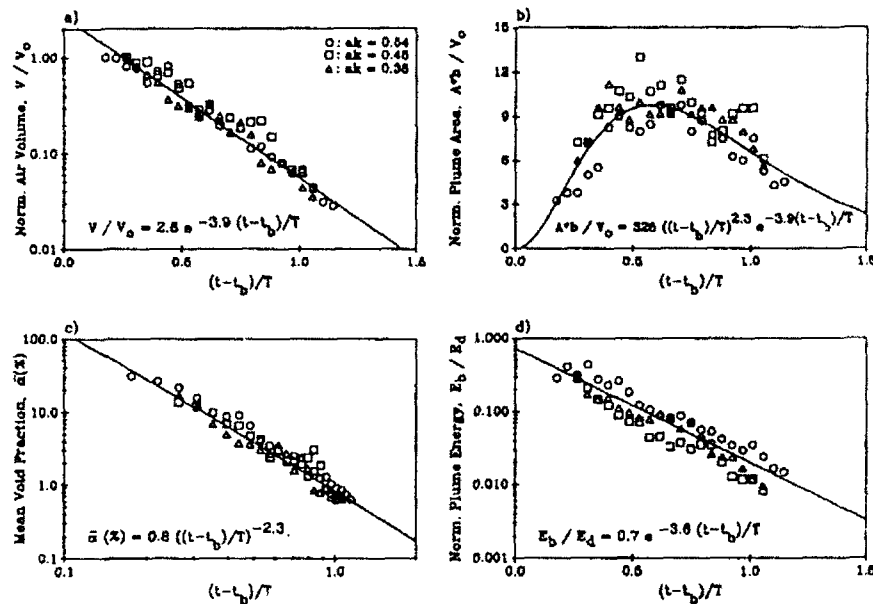 a)
Norm. Air Volume, V / V₀
1.00
0.10
0.01
○ : ak = 0.54
□ : ak = 0.45
△ : ak = 0.38
V / V₀ = 2.6 e^{-3.9 (t-t_b)/T}
0.0 0.5 1.0 1.5
(t-t_b)/T
b)
Norm. Plume Area, A*b / V₀
15
12
9
6
3
0
A*b / V₀ = 326 ((t-t_b)/T)^{2.3} e^{-3.9(t-t_b)/T}
0.0 0.5 1.0 1.5
(t-t_b)/T
c)
Mean Void Fraction, ᾱ(%)
100.0
10.0
1.0
0.1
ᾱ (%) = 0.8 ((t-t_b)/T)^{-2.3}.
0.1 1.0
(t-t_b)/T
d)
Norm. Plume Energy, E_b / E_d
1.000
0.100
0.010
0.001
E_b / E_d = 0.7 e^{-3.6 (t-t_b)/T}
0.0 0.5 1.0 1.5
(t-t_b)/T